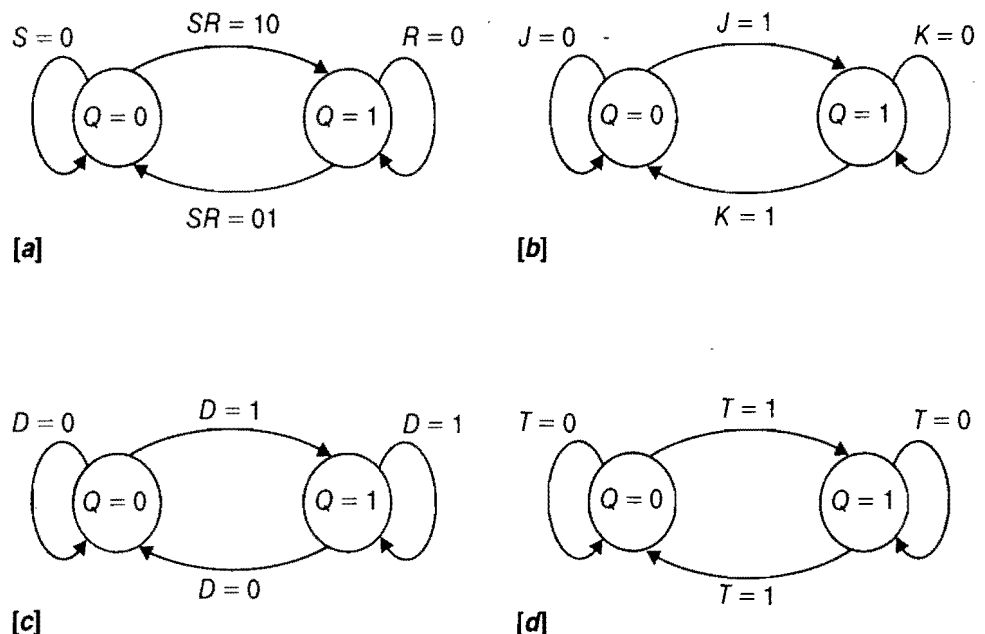 S = 0
SR = 10
R = 0
Q = 0
Q = 1
SR = 01
[a]
J = 0
J = 1
K = 0
Q = 0
Q = 1
K = 1
[b]
D = 0
D = 1
D = 1
Q = 0
Q = 1
D = 0
[c]
T = 0
T = 1
T = 0
Q = 0
Q = 1
T = 1
[d]